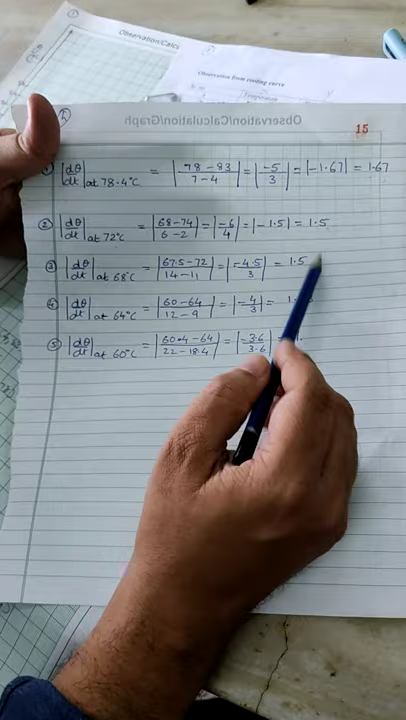 Observation/Calcu
Observation from cooling curve
Observation/Calculation/Graph
15
① |dθ/dt| at 78.4°C = |-78-83/7-4| = |-5/3| = |-1.67| = 1.67
② |dθ/dt| at 72°C = |68-74/6-2| = |-6/4| = |-1.5| = 1.5
③ |dθ/dt| at 68°C = |67.5-72/14-11| = |-4.5/3| = 1.5
④ |dθ/dt| at 64°C = |60-64/12-9| = |-4/3| =
⑤ |dθ/dt| at 60°C = |60.4-64/22-18.4| = |-3.6/3.6| =